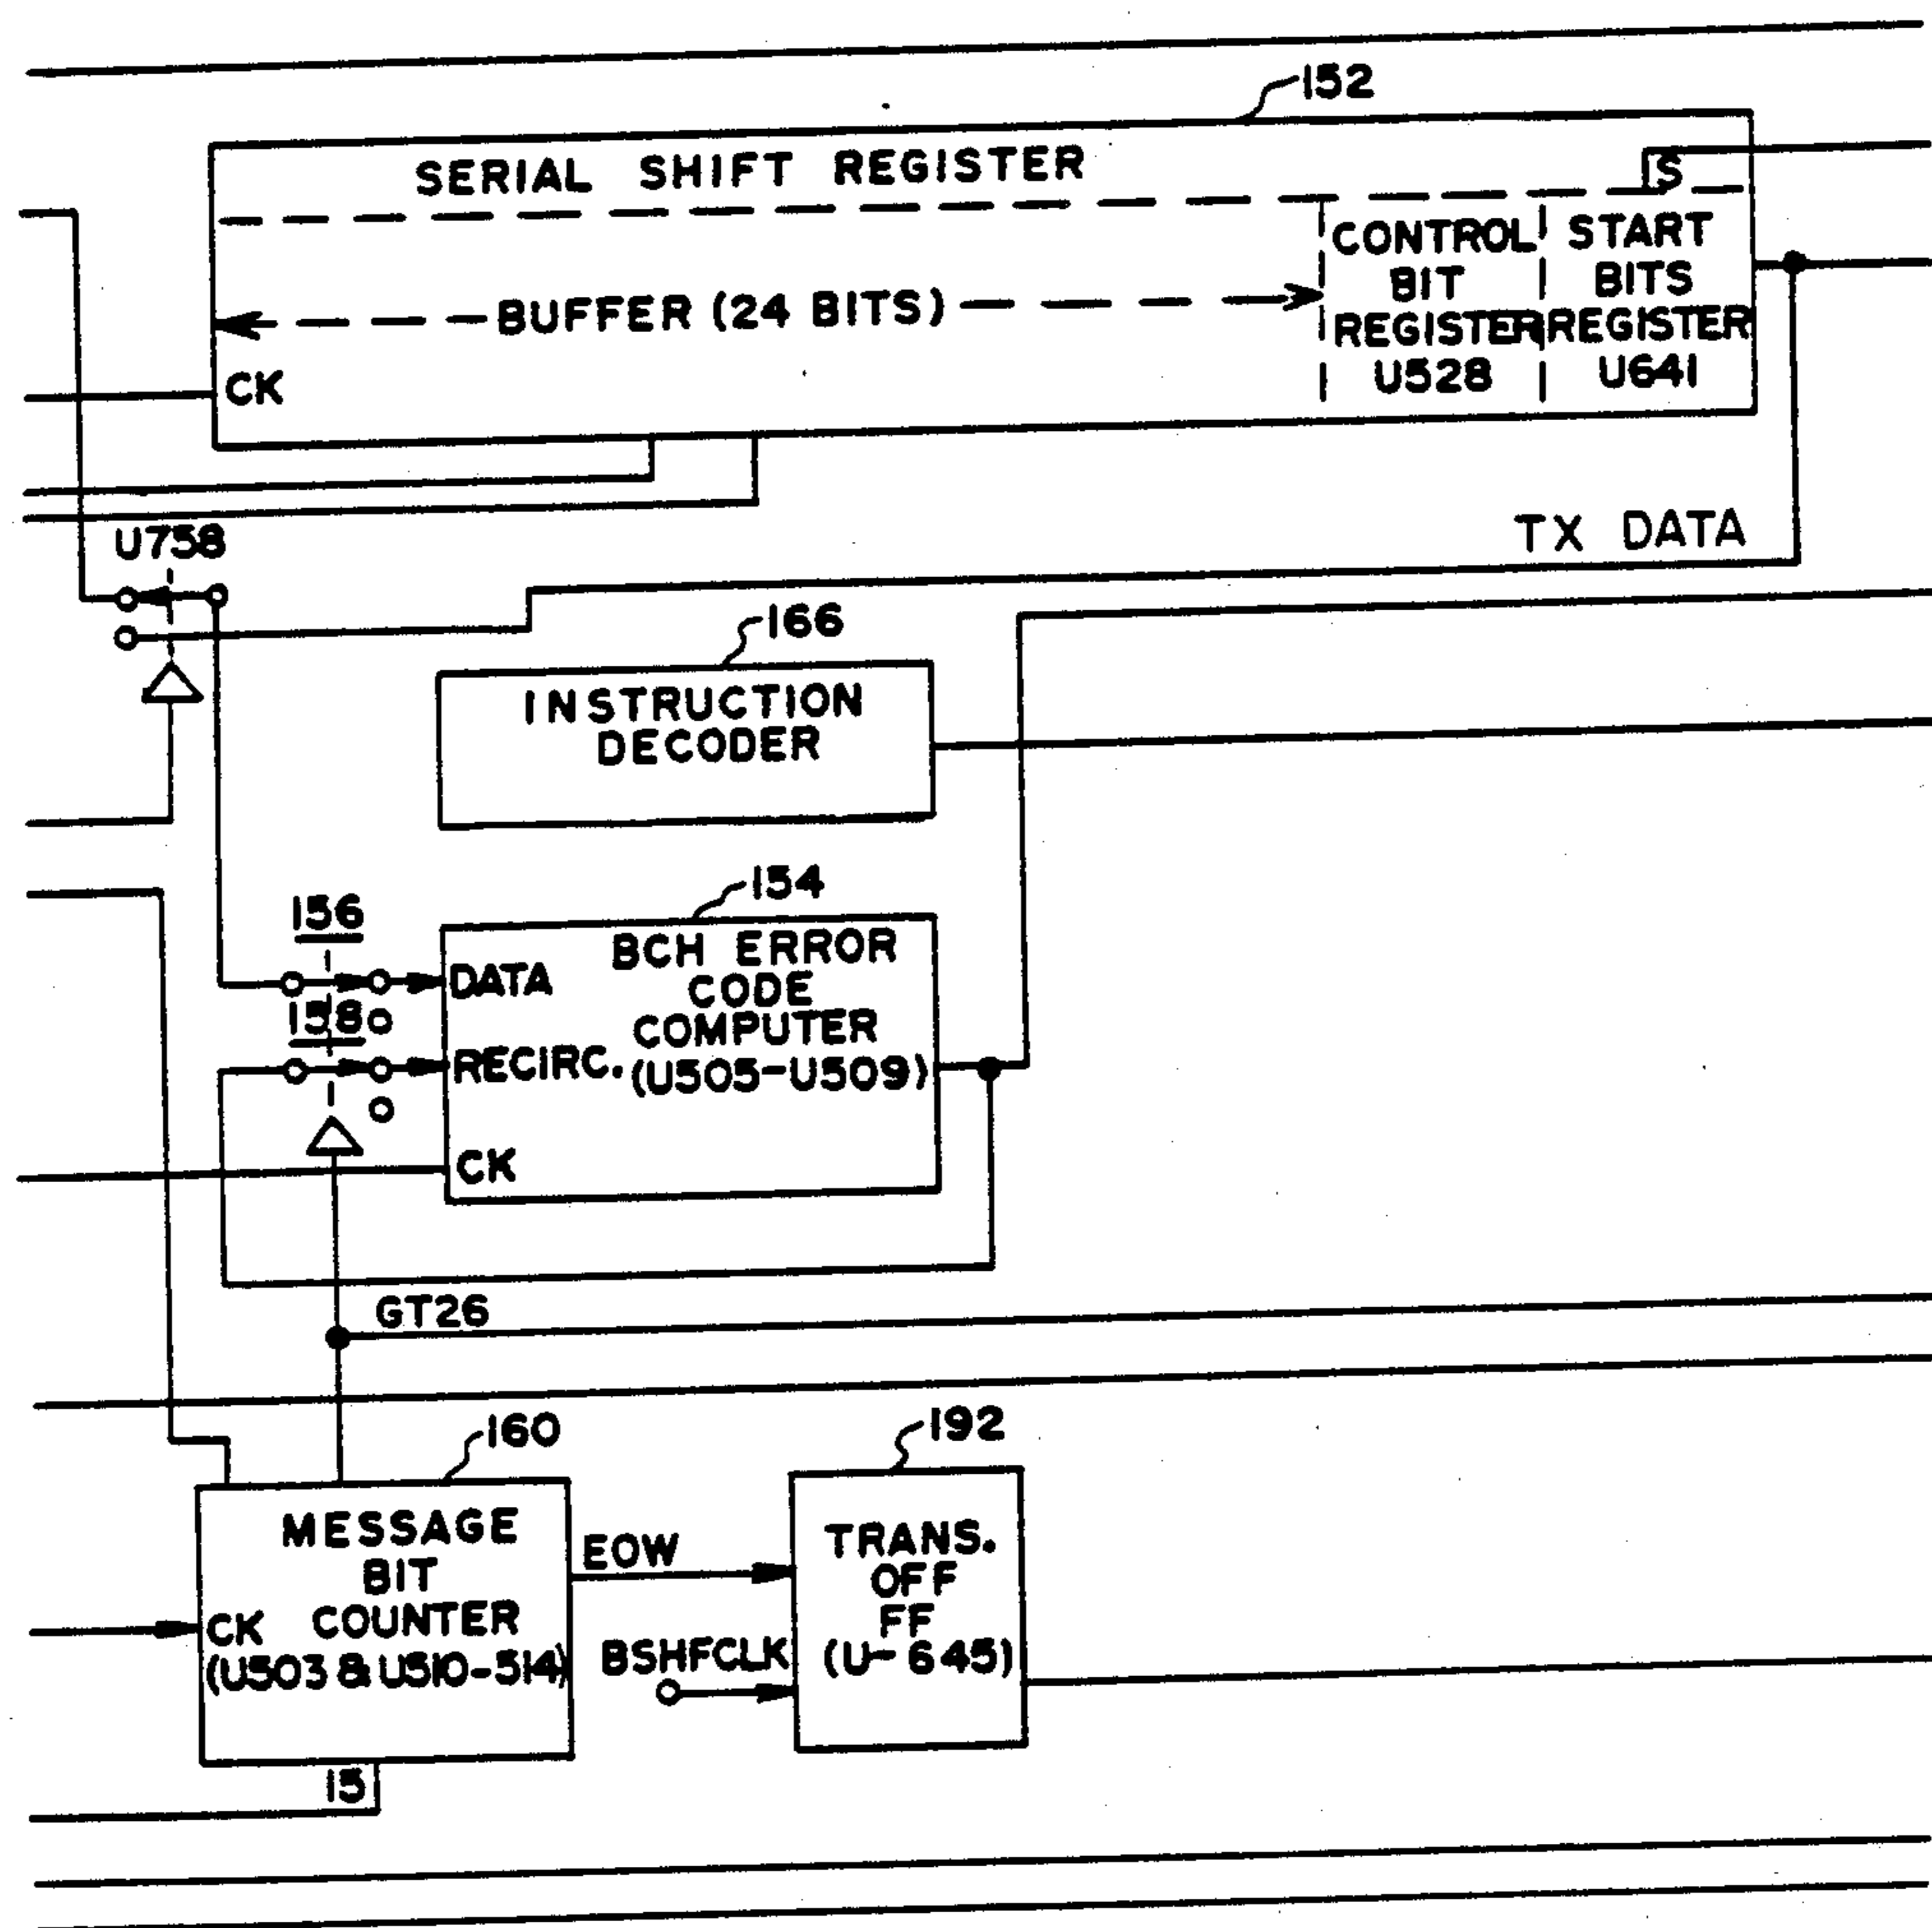 152
SERIAL SHIFT REGISTER
1S
BUFFER (24 BITS)
CONTROL
BIT
REGISTER
U528
START
BITS
REGISTER
U641
CK
U738
TX DATA
166
INSTRUCTION
DECODER
154
156
DATA
BCH ERROR
CODE
COMPUTER
(U505-U509)
158
RECIRC.
CK
GT26
160
MESSAGE
BIT
COUNTER
CK
(U503 & U510-514)
15
EOW
BSHFCLK
192
TRANS.
OFF
FF
(U-645)